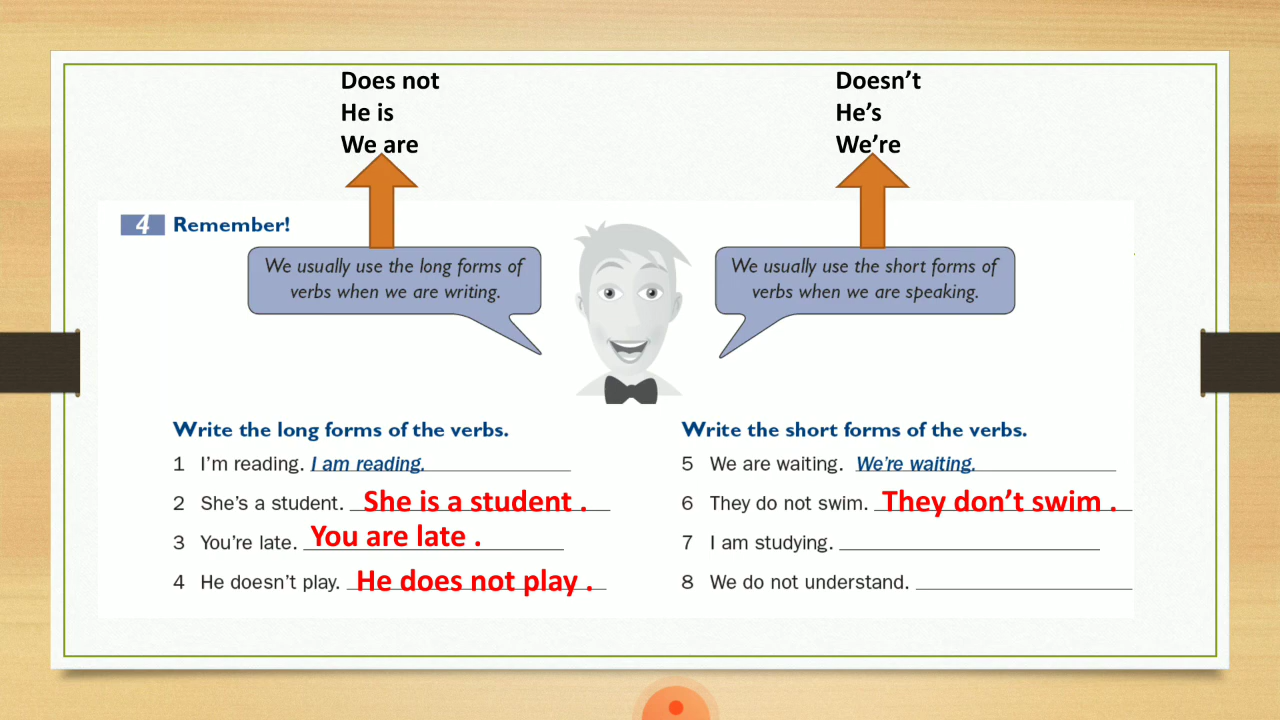 Does not
He is
We are
Doesn’t
He’s
We’re
4 Remember!
We usually use the long forms of
verbs when we are writing.
We usually use the short forms of
verbs when we are speaking.
Write the long forms of the verbs.
1 I’m reading. I am reading.
2 She’s a student. She is a student .
3 You’re late. You are late .
4 He doesn’t play. He does not play .
Write the short forms of the verbs.
5 We are waiting. We’re waiting.
6 They do not swim. They don’t swim .
7 I am studying.
8 We do not understand.